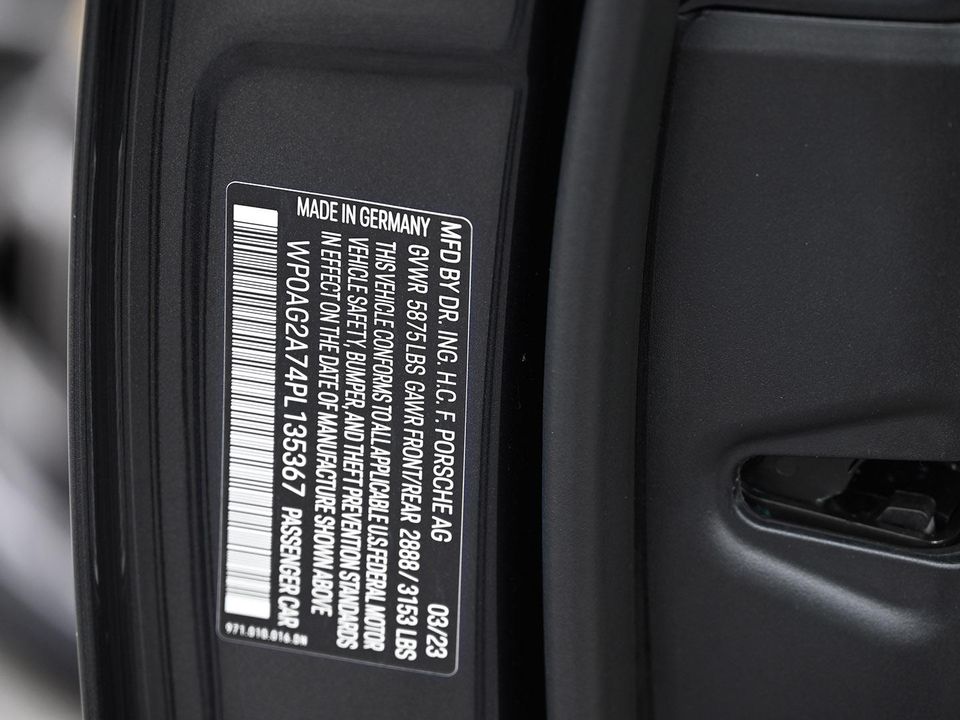 MFD BY DR. ING. H.C. F. PORSCHE AG 03/23
GVWR 5875 LBS GAWR FRONT/REAR 2888 / 3153 LBS
THIS VEHICLE CONFORMS TO ALL APPLICABLE U.S.FEDERAL MOTOR
VEHICLE SAFETY, BUMPER, AND THEFT PREVENTION STANDARDS
IN EFFECT ON THE DATE OF MANUFACTURE SHOWN ABOVE
MADE IN GERMANY
WP0AG2A74PL135367 PASSENGER CAR
971.010.016.DN